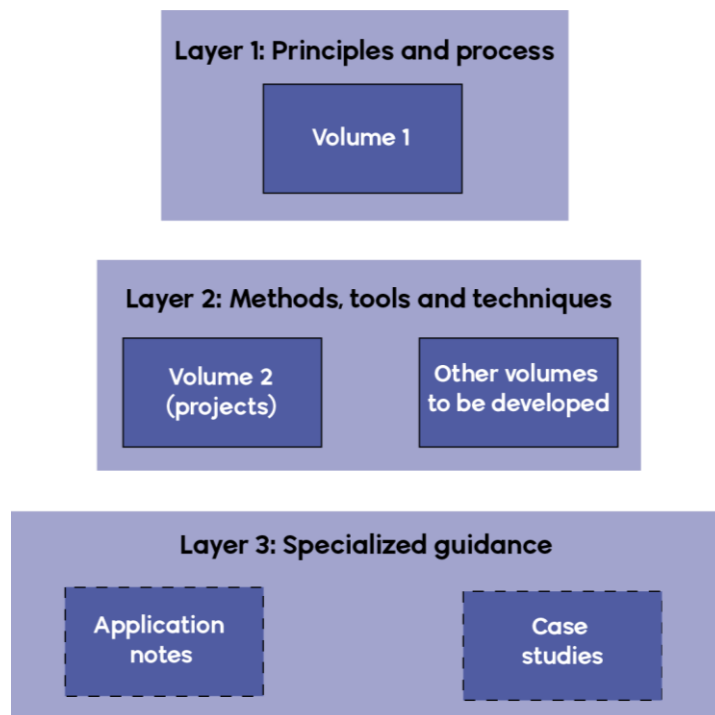 Layer 1: Principles and process
Volume 1
Layer 2: Methods, tools and techniques
Volume 2
(projects)
Other volumes
to be developed
Layer 3: Specialized guidance
Application
notes
Case
studies